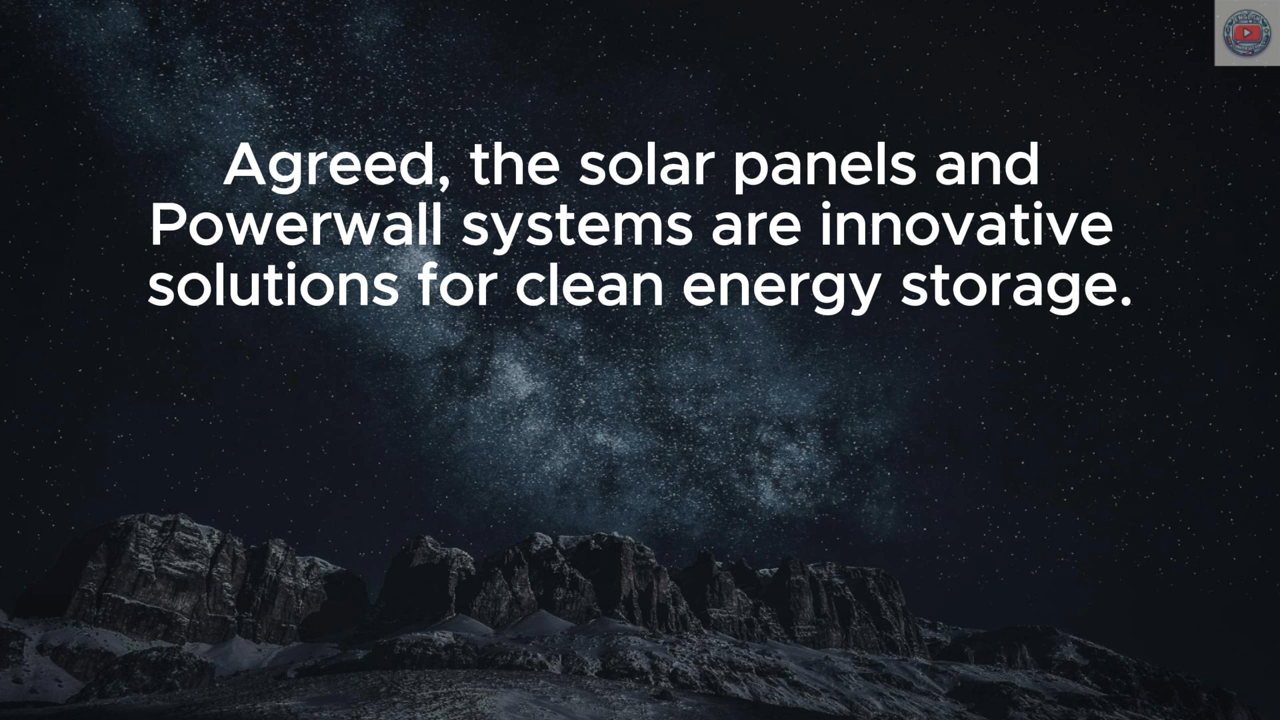 Agreed, the solar panels and
Powerwall systems are innovative
solutions for clean energy storage.